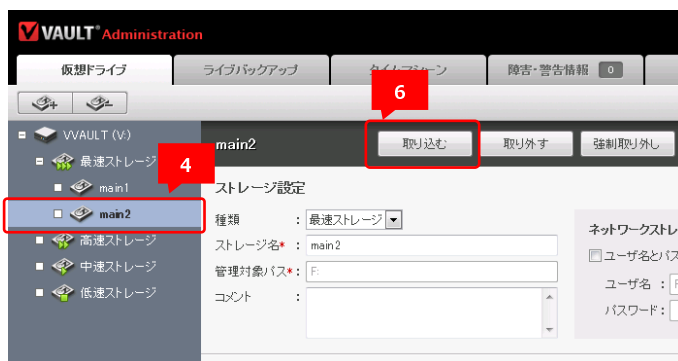 VVAULT® Administration
仮想ドライブ ライブバックアップ タイムマシーン 障害・警告情報 0
6
VVAULT (V:)
main2 取り込む 取り外す 強制取り外し
最速ストレージ
4
main1
ストレージ設定
main2
種類 : 最速ストレージ
ネットワークストレ
高速ストレージ
ストレージ名* : main2
ユーザ名とパス
中速ストレージ
管理対象パス* : F:
ユーザ名 :
低速ストレージ
コメント :
パスワード :